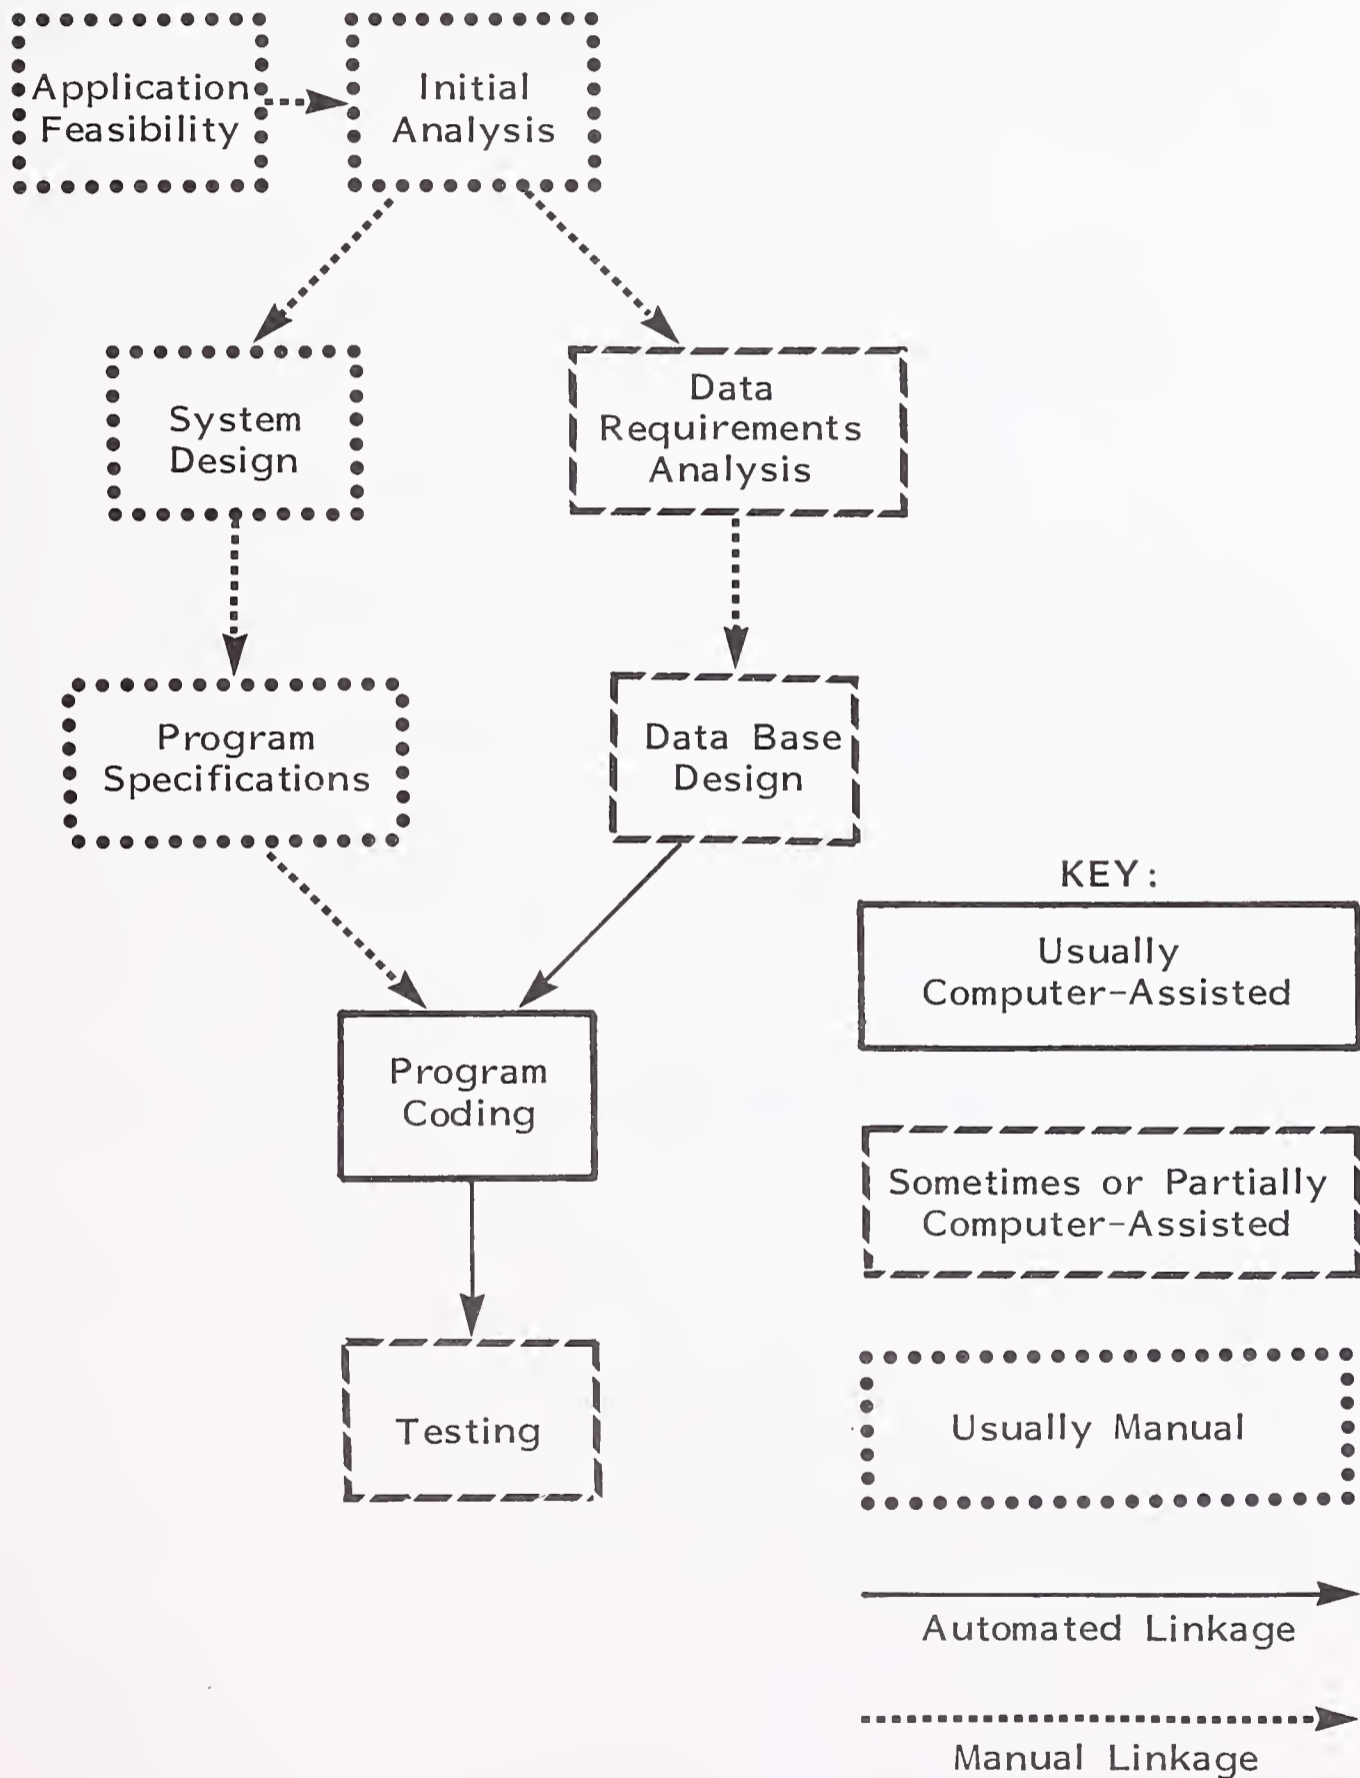 Application
Feasibility
Initial
Analysis
System
Design
Data
Requirements
Analysis
Program
Specifications
Data Base
Design
Program
Coding
Testing
KEY:
Usually
Computer-Assisted
Sometimes or Partially
Computer-Assisted
Usually Manual
Automated Linkage
Manual Linkage